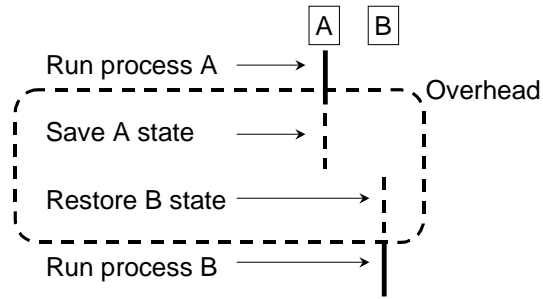 A B
Run process A
Overhead
Save A state
Restore B state
Run process B